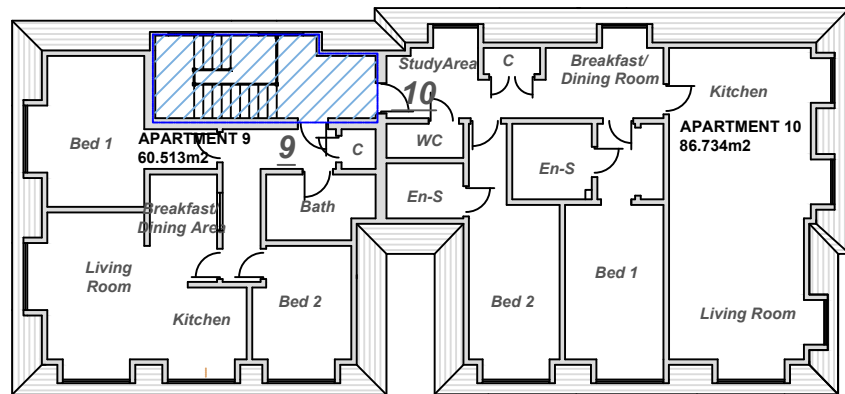 StudyArea
C
Breakfast/
Dining Room
Kitchen
10
APARTMENT 9
60.513m2
Bed 1
9
C
WC
En-S
APARTMENT 10
86.734m2
Breakfast/
Dining Area
Bath
En-S
Living
Room
Kitchen
Bed 2
Bed 2
Bed 1
Living Room